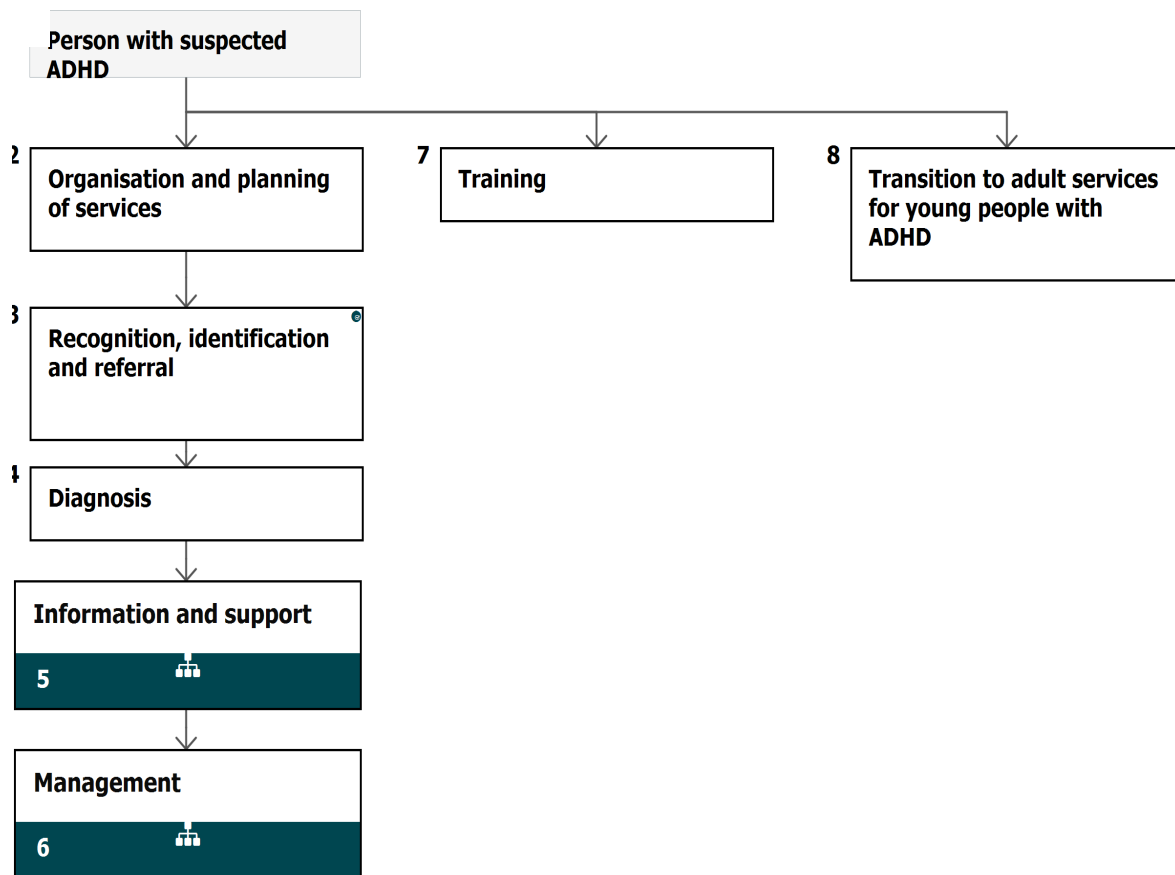 Person with suspected
ADHD
2
Organisation and planning
of services
7
Training
8
Transition to adult services
for young people with
ADHD
3
Recognition, identification
and referral
4
Diagnosis
Information and support
5
Management
6